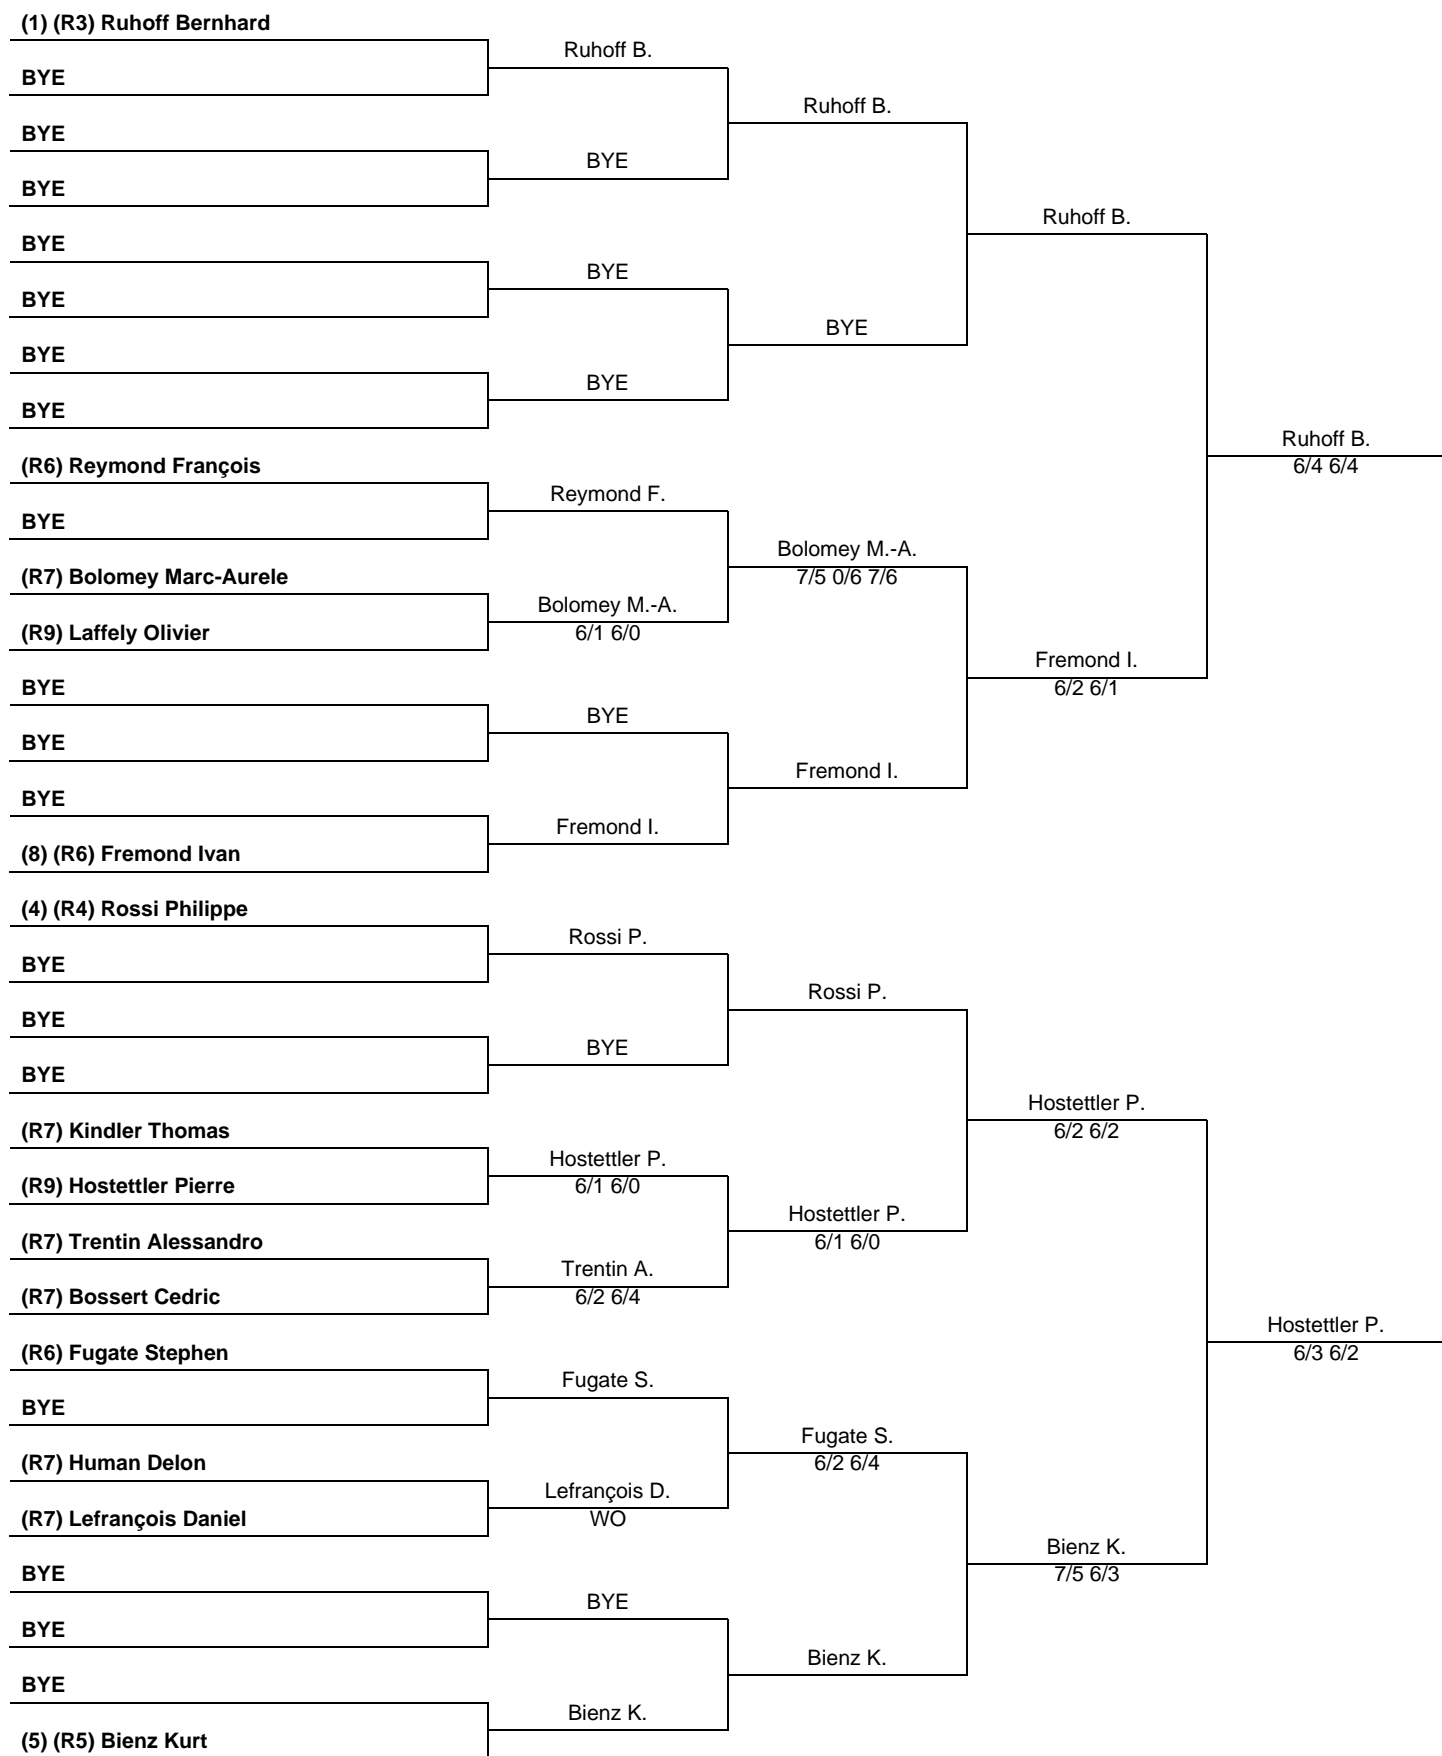 (1) (R3) Ruhoff Bernhard
Ruhoff B.
BYE
Ruhoff B.
BYE
BYE
BYE
Ruhoff B.
BYE
BYE
BYE
BYE
BYE
BYE
BYE
Ruhoff B.
6/4 6/4
(R6) Reymond François
Reymond F.
BYE
Bolomey M.-A.
7/5 0/6 7/6
(R7) Bolomey Marc-Aurele
Bolomey M.-A.
6/1 6/0
(R9) Laffely Olivier
Fremond I.
6/2 6/1
BYE
BYE
BYE
Fremond I.
BYE
Fremond I.
(8) (R6) Fremond Ivan
(4) (R4) Rossi Philippe
Rossi P.
BYE
Rossi P.
BYE
BYE
BYE
Hostettler P.
6/2 6/2
(R7) Kindler Thomas
Hostettler P.
6/1 6/0
(R9) Hostettler Pierre
Hostettler P.
6/1 6/0
(R7) Trentin Alessandro
Trentin A.
6/2 6/4
(R7) Bossert Cedric
Hostettler P.
6/3 6/2
(R6) Fugate Stephen
Fugate S.
BYE
Fugate S.
6/2 6/4
(R7) Human Delon
Lefrançois D.
WO
(R7) Lefrançois Daniel
Bienz K.
7/5 6/3
BYE
BYE
BYE
Bienz K.
BYE
Bienz K.
(5) (R5) Bienz Kurt